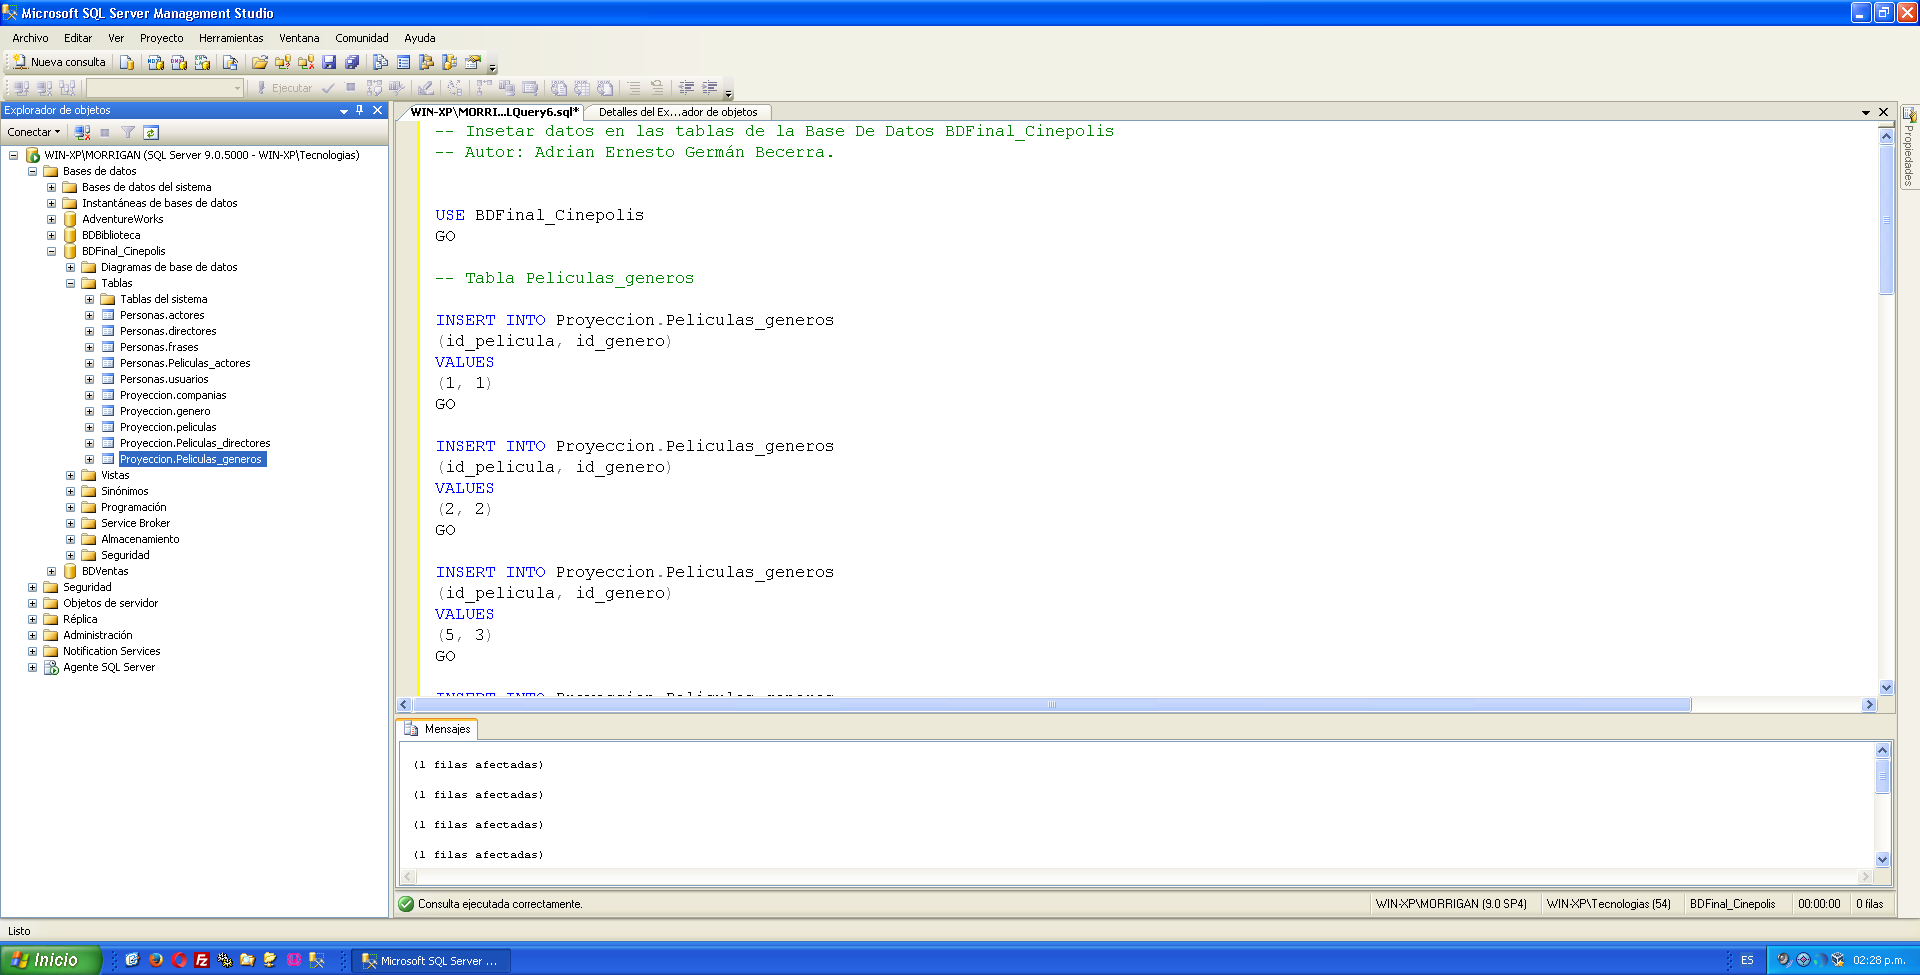 Microsoft SQL Server Management Studio
Archivo Editar Ver Proyecto Herramientas Ventana Comunidad Ayuda
Nueva consulta
Ejecutar
Explorador de objetos
WIN-XP\MORRI...LQuery6.sql* Detalles del Ex...ador de objetos
Conectar
WIN-XP\MORRIGAN (SQL Server 9.0.5000 - WIN-XP\Tecnologias)
Bases de datos
Bases de datos del sistema
Instantáneas de bases de datos
AdventureWorks
BDBiblioteca
BDFinal_Cinepolis
Diagramas de base de datos
Tablas
Tablas del sistema
Personas.actores
Personas.directores
Personas.frases
Personas.Peliculas_actores
Personas.usuarios
Proyeccion.companias
Proyeccion.genero
Proyeccion.peliculas
Proyeccion.Peliculas_directores
Proyeccion.Peliculas_generos
Vistas
Sinónimos
Programación
Service Broker
Almacenamiento
Seguridad
BDVentas
Seguridad
Objetos de servidor
Réplica
Administración
Notification Services
Agente SQL Server
-- Insetar datos en las tablas de la Base De Datos BDFinal_Cinepolis
-- Autor: Adrian Ernesto Germán Becerra.
USE BDFinal_Cinepolis
GO
-- Tabla Peliculas_generos
INSERT INTO Proyeccion.Peliculas_generos
(id_pelicula, id_genero)
VALUES
(1, 1)
GO
INSERT INTO Proyeccion.Peliculas_generos
(id_pelicula, id_genero)
VALUES
(2, 2)
GO
INSERT INTO Proyeccion.Peliculas_generos
(id_pelicula, id_genero)
VALUES
(5, 3)
GO
INSERT INTO Proyeccion.Peliculas_generos
Propiedades
Mensajes
(1 filas afectadas)
(1 filas afectadas)
(1 filas afectadas)
(1 filas afectadas)
Consulta ejecutada correctamente. WIN-XP\MORRIGAN (9.0 SP4) WIN-XP\Tecnologias (54) BDFinal_Cinepolis 00:00:00 0 filas
Listo
Inicio Microsoft SQL Server ... ES 02:28 p.m.